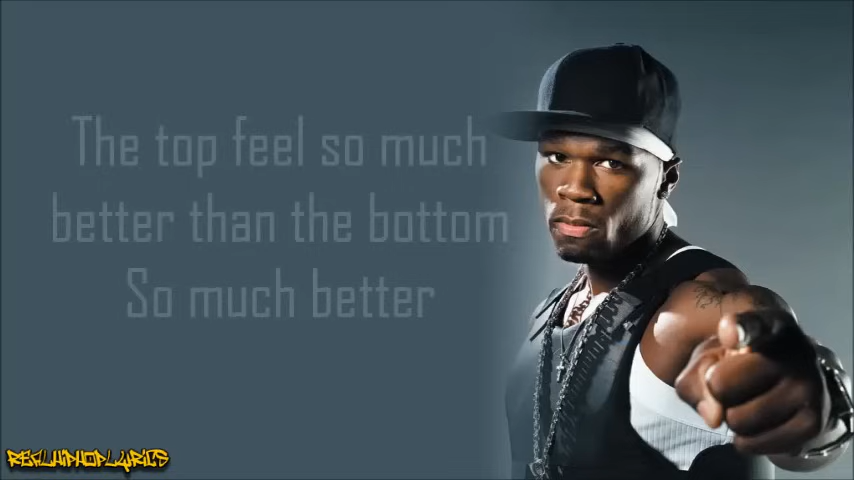 The top feel so much
better than the bottom
So much better
REALHIPHOPLYRICS